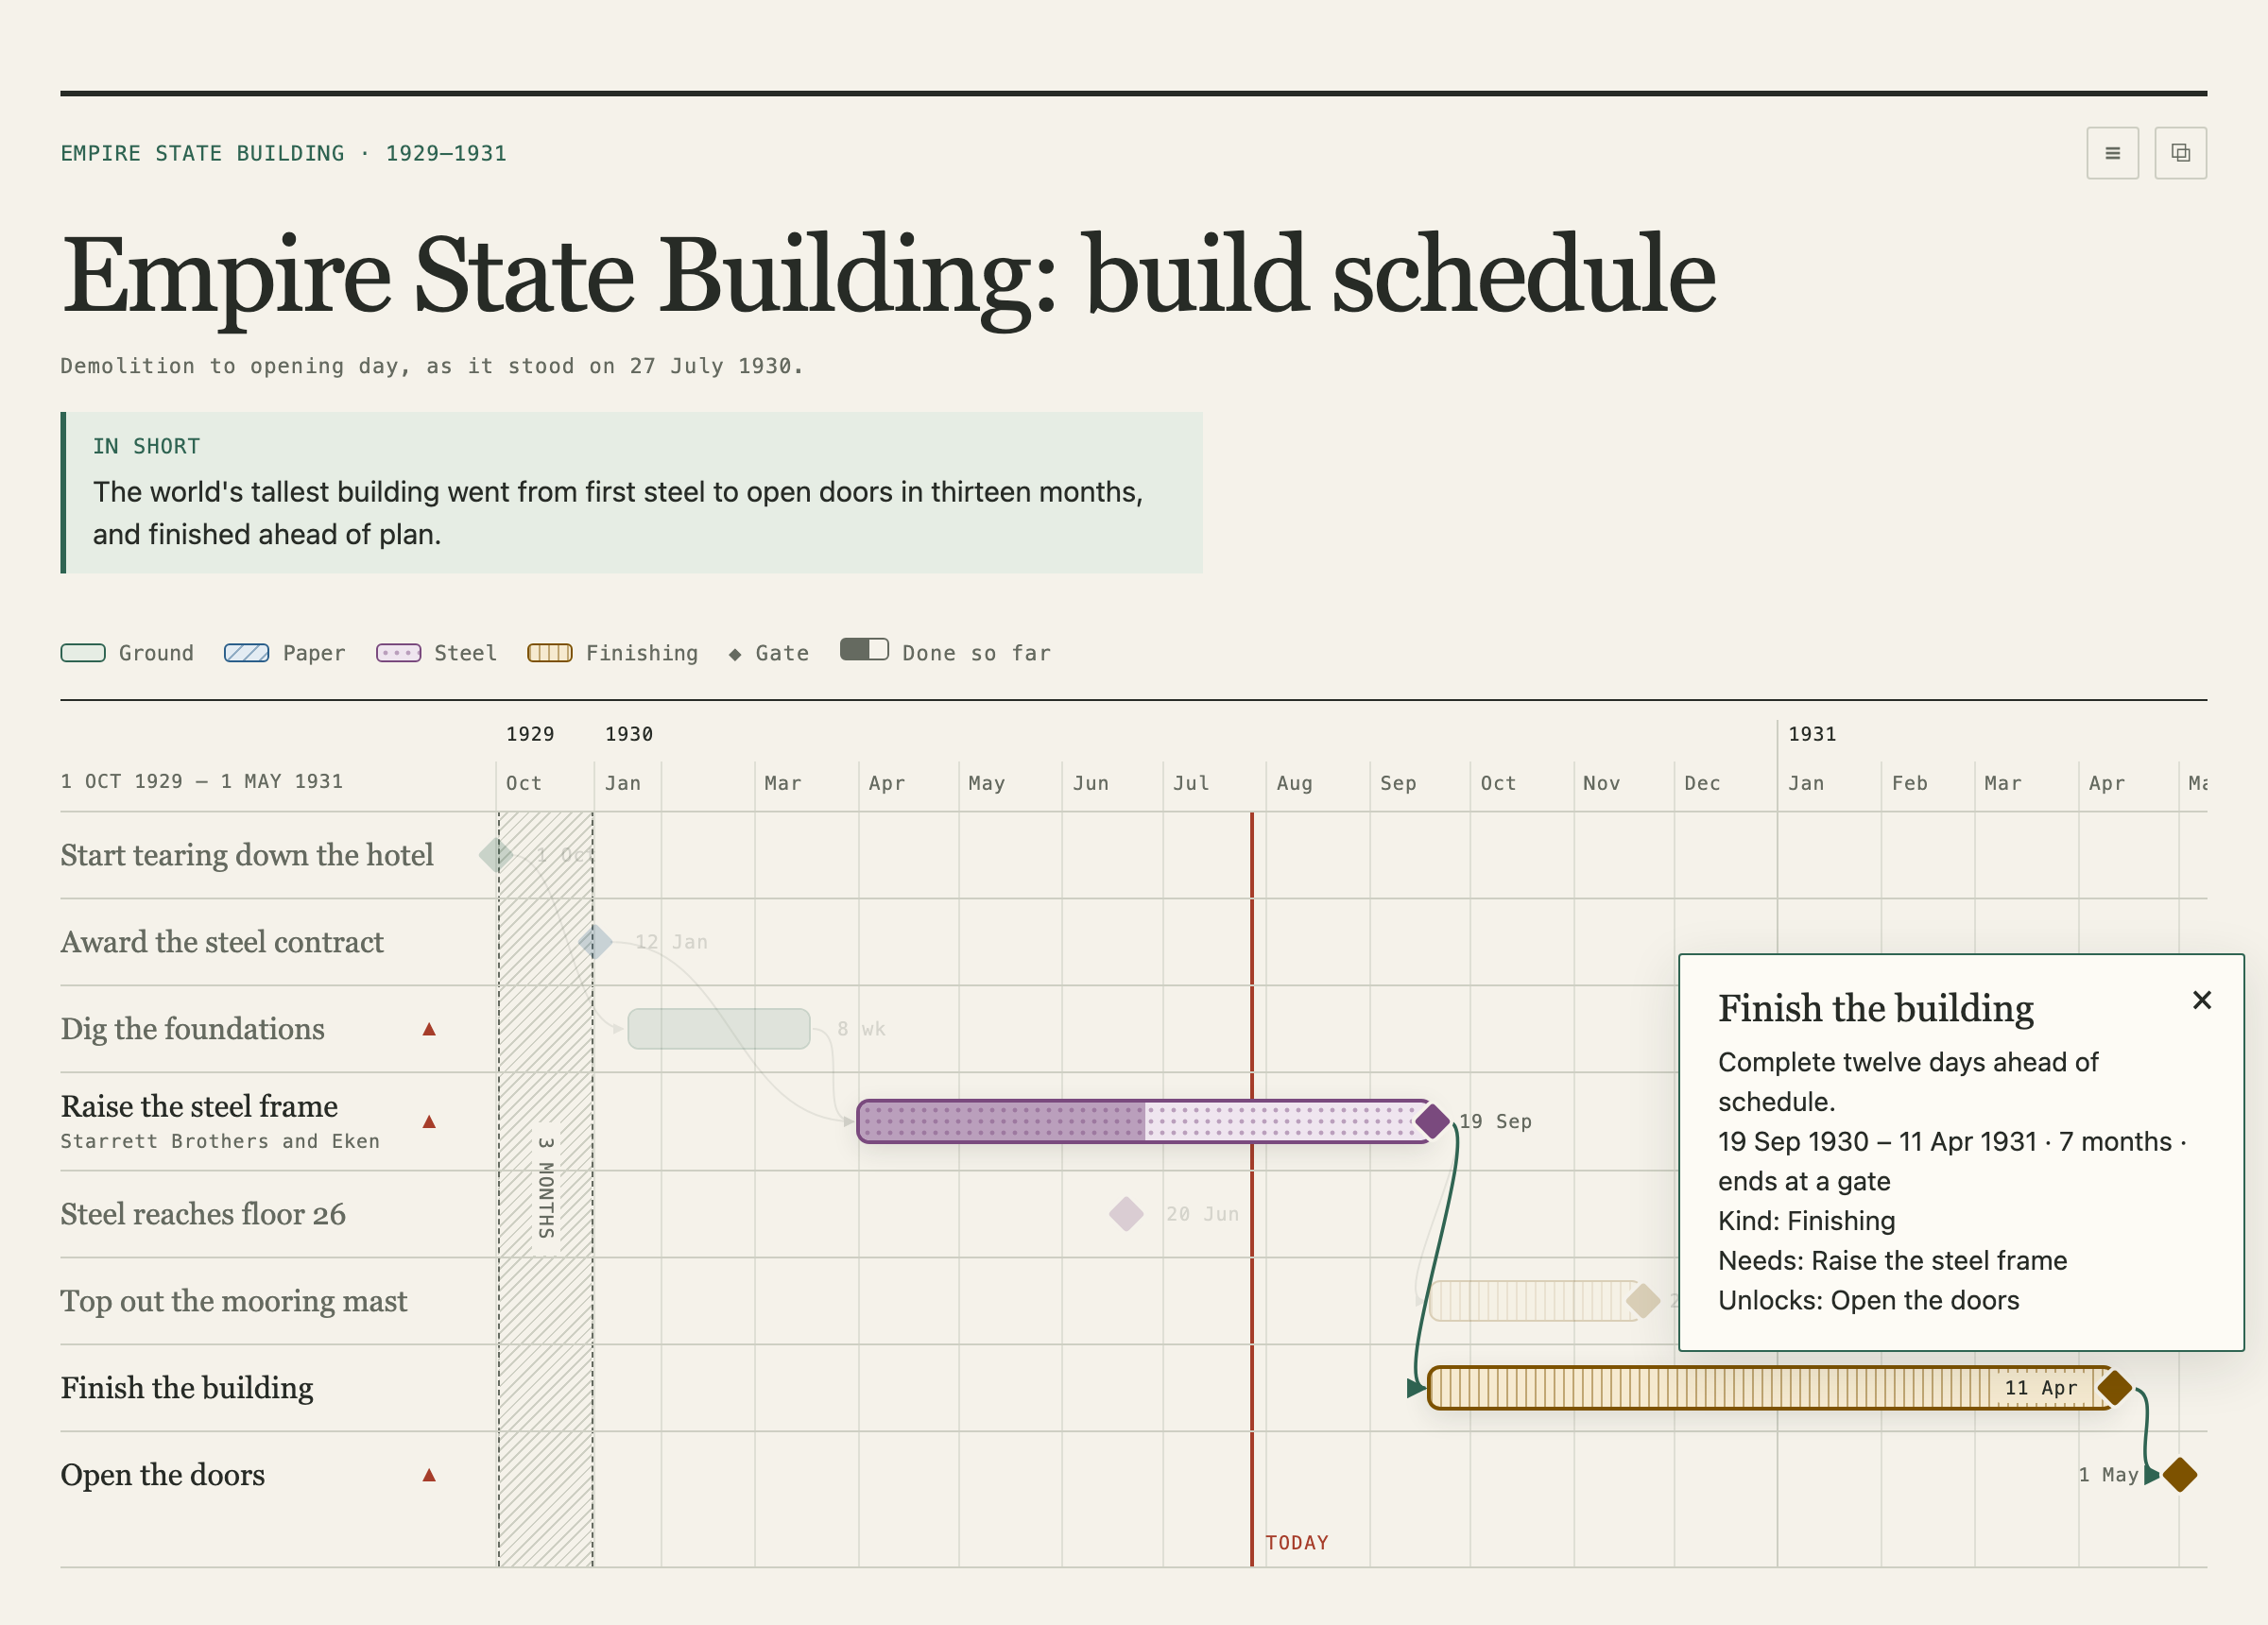 EMPIRE STATE BUILDING · 1929–1931
Empire State Building: build schedule
Demolition to opening day, as it stood on 27 July 1930.
IN SHORT
The world's tallest building went from first steel to open doors in thirteen months,
and finished ahead of plan.
Ground Paper Steel Finishing Gate Done so far
1929 1930 1931
1 OCT 1929 — 1 MAY 1931 Oct Jan Mar Apr May Jun Jul Aug Sep Oct Nov Dec Jan Feb Mar Apr
Start tearing down the hotel 1 Oct
Award the steel contract 12 Jan
Dig the foundations 8 wk
Raise the steel frame 19 Sep
Starrett Brothers and Eken
3 MONTHS
Steel reaches floor 26 20 Jun
Top out the mooring mast
Finish the building 11 Apr
Open the doors 1 May
TODAY
Finish the building
Complete twelve days ahead of
schedule.
19 Sep 1930 – 11 Apr 1931 · 7 months ·
ends at a gate
Kind: Finishing
Needs: Raise the steel frame
Unlocks: Open the doors